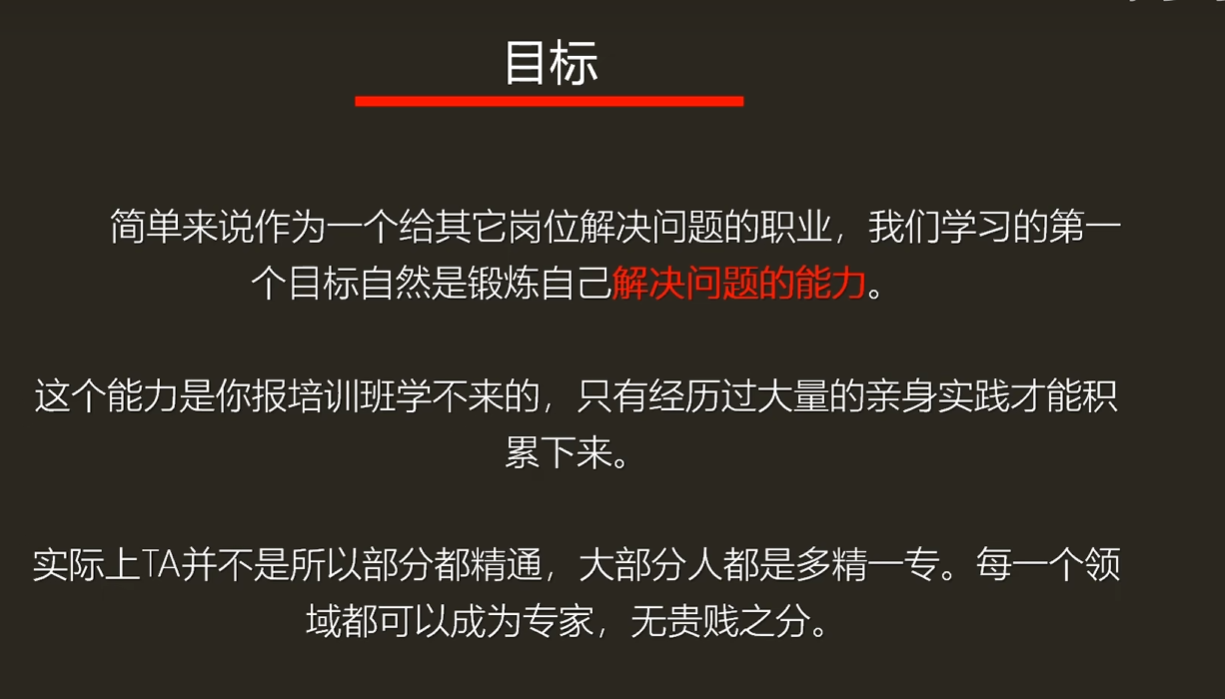 目标
简单来说作为一个给其它岗位解决问题的职业，我们学习的第一
个目标自然是锻炼自己解决问题的能力。
这个能力是你报培训班学不来的，只有经历过大量的亲身实践才能积
累下来。
实际上TA并不是所以部分都精通，大部分人都是多精一专。每一个领
域都可以成为专家，无贵贱之分。